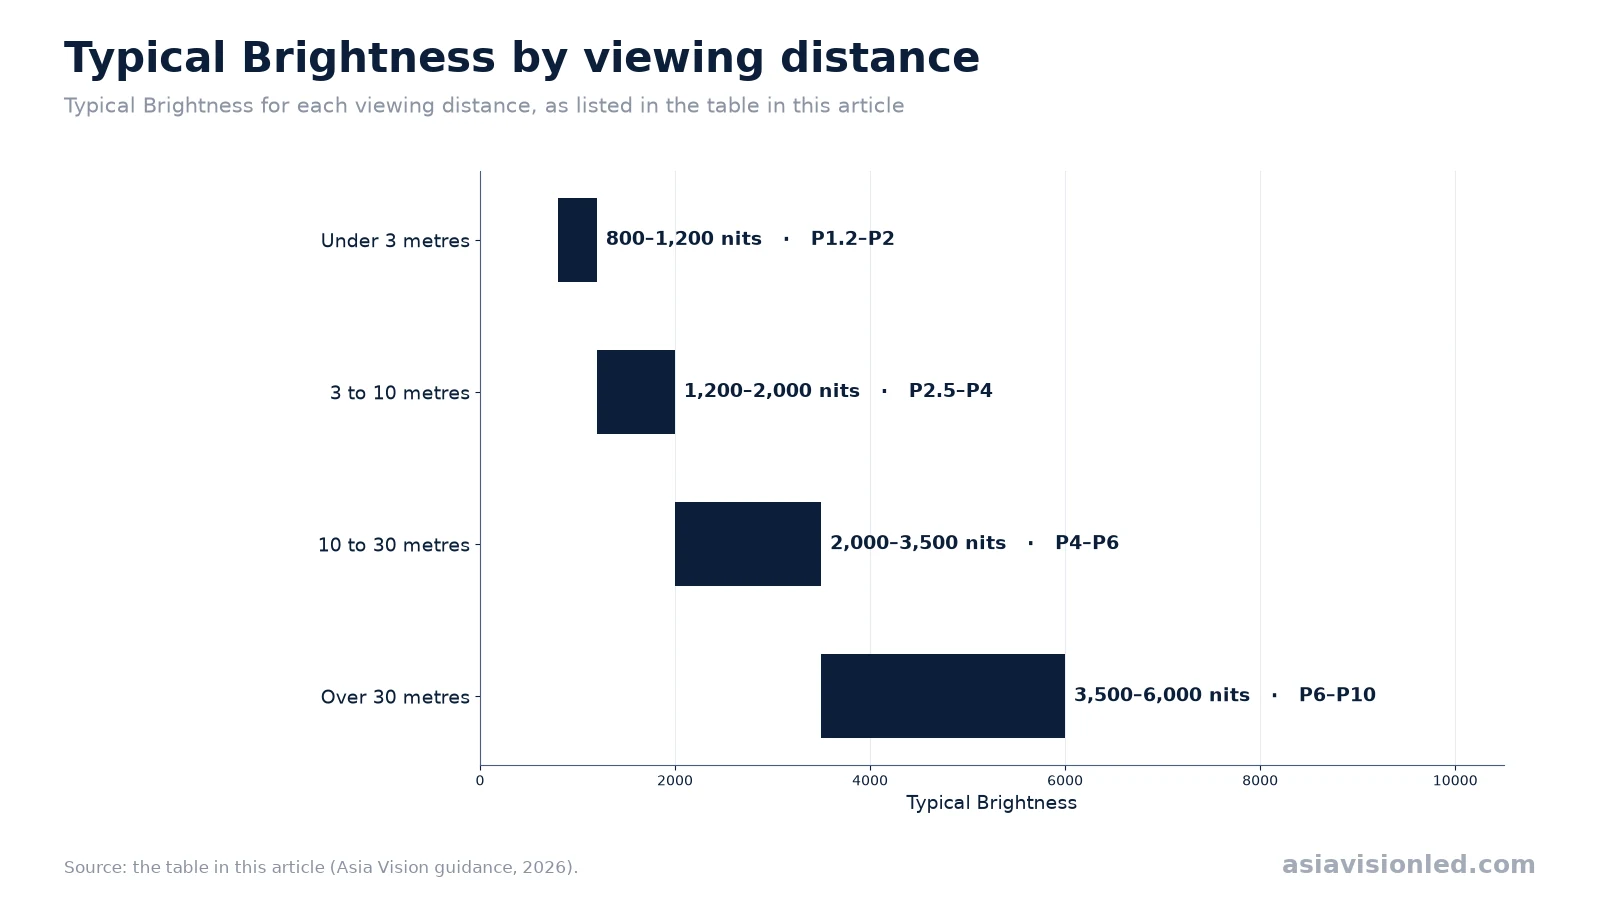 Typical Brightness by viewing distance
Typical Brightness for each viewing distance, as listed in the table in this article
Under 3 metres
800–1,200 nits · P1.2–P2
3 to 10 metres
1,200–2,000 nits · P2.5–P4
10 to 30 metres
2,000–3,500 nits · P4–P6
Over 30 metres
3,500–6,000 nits · P6–P10
0 2000 4000 6000 8000 10000
Typical Brightness
Source: the table in this article (Asia Vision guidance, 2026).
asiavisionled.com